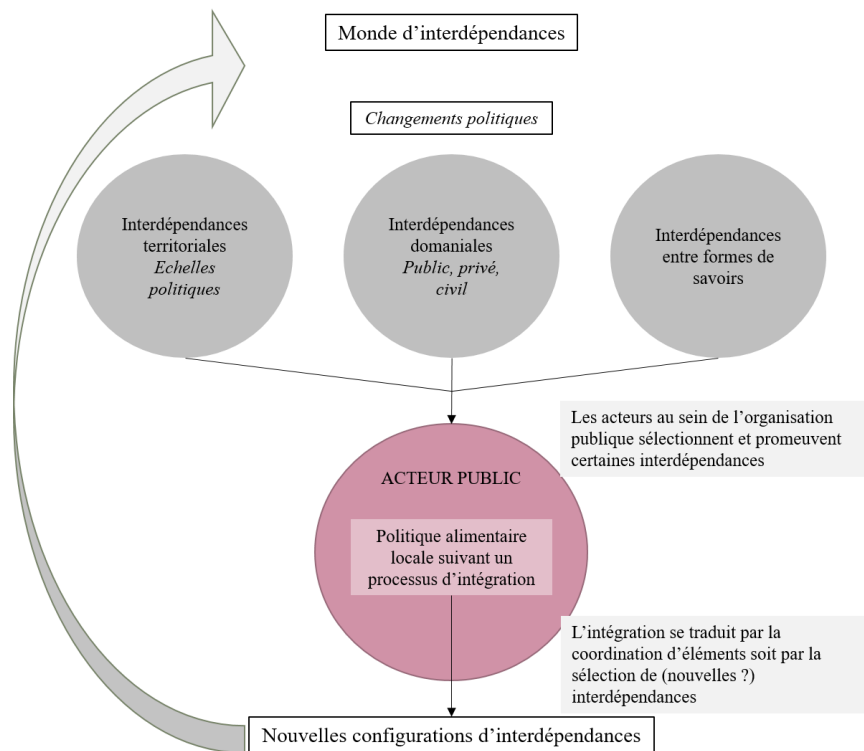 Monde d’interdépendances
Changements politiques
Interdépendances
territoriales
Echelles
politiques
Interdépendances
domaniales
Public, privé,
civil
Interdépendances
entre formes de
savoirs
Les acteurs au sein de l’organisation
publique sélectionnent et promeuvent
certaines interdépendances
ACTEUR PUBLIC
Politique alimentaire
locale suivant un
processus d’intégration
L’intégration se traduit par la
coordination d’éléments soit par la
sélection de (nouvelles ?)
interdépendances
Nouvelles configurations d’interdépendances